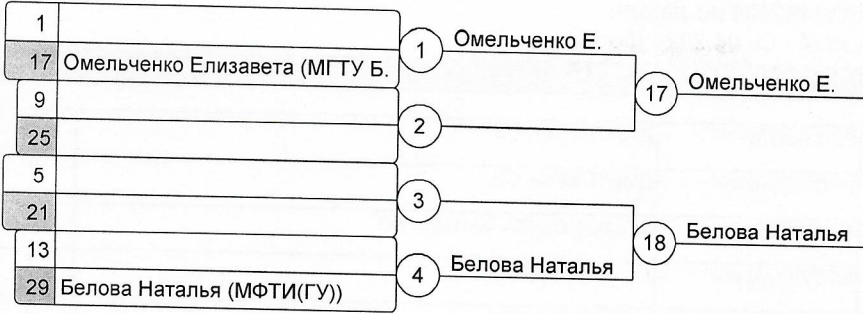 1
17 Омельченко Елизавета (МГТУ Б.
1
Омельченко Е.
9
25
2
17
Омельченко Е.
5
21
3
13
29 Белова Наталья (МФТИ(ГУ))
4
Белова Наталья
18
Белова Наталья